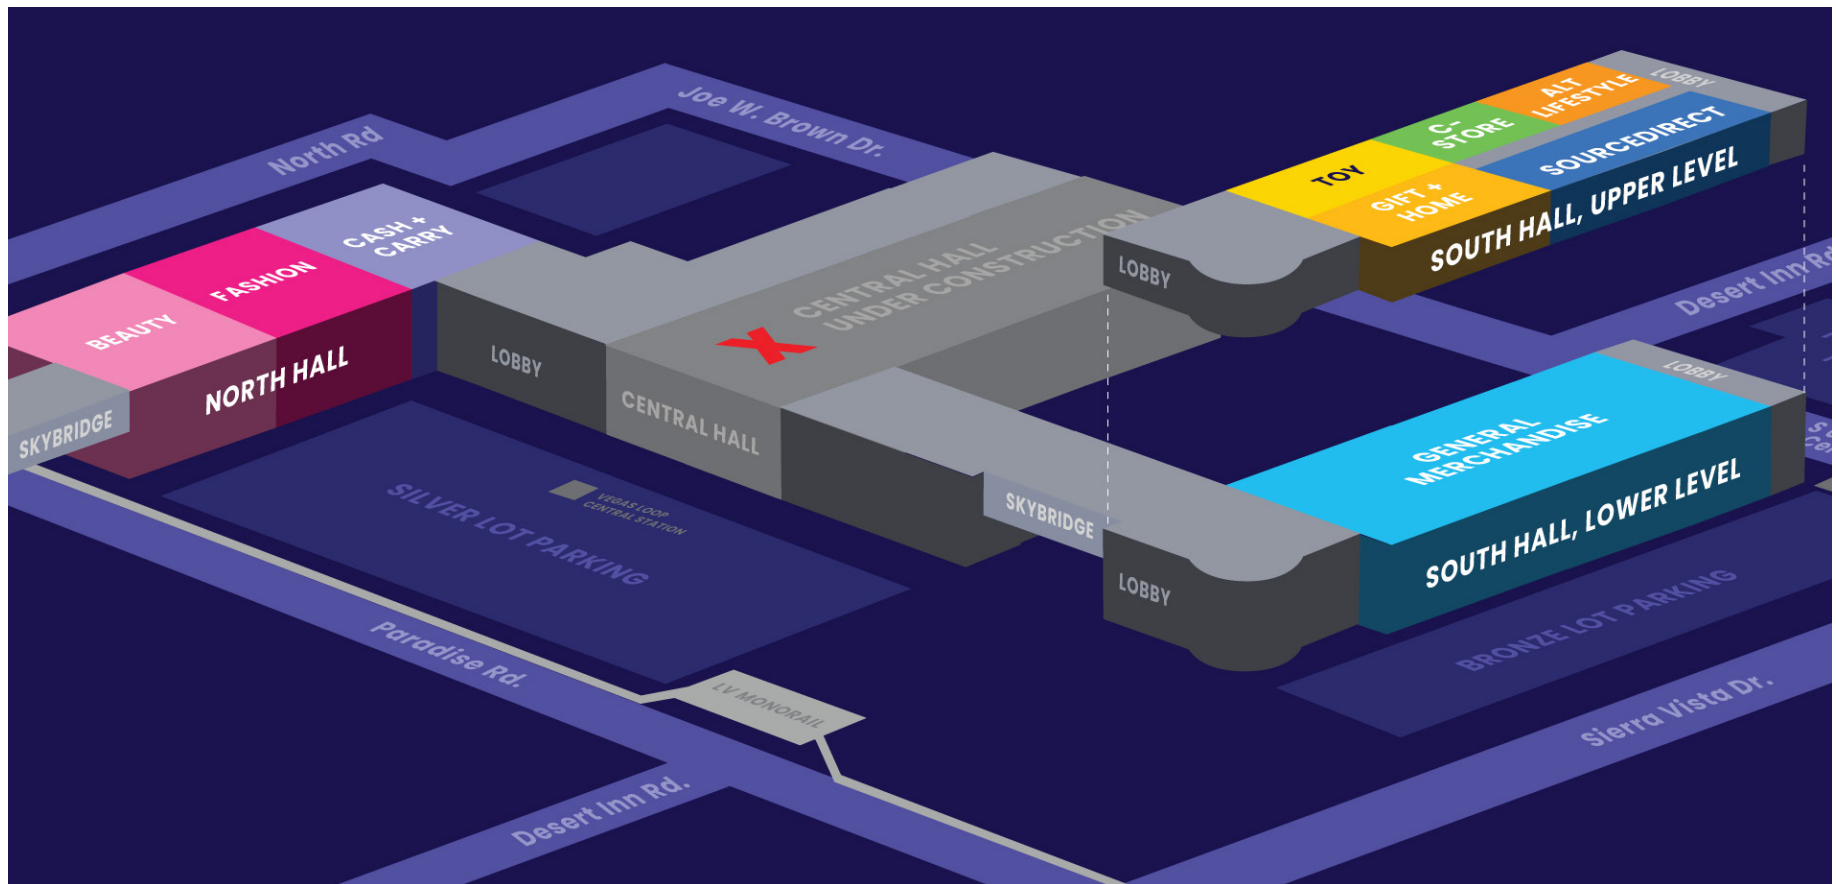 North Rd
Joe W. Brown Dr.
ALT
LIFESTYLE
LOBBY
C-
STORE
SOURCEDIRECT
TOY
GIFT +
HOME
SOUTH HALL, UPPER LEVEL
LOBBY
CASH +
CARRY
FASHION
BEAUTY
NORTH HALL
SKYBRIDGE
LOBBY
CENTRAL HALL
UNDER CONSTRUCTION
X
CENTRAL HALL
Desert Inn Rd
LOBBY
GENERAL
MERCHANDISE
SOUTH HALL, LOWER LEVEL
SKYBRIDGE
LOBBY
VEGAS LOOP
CENTRAL STATION
SILVER LOT PARKING
BRONZE LOT PARKING
Paradise Rd.
LV MONORAIL
Sierra Vista Dr.
Desert Inn Rd.